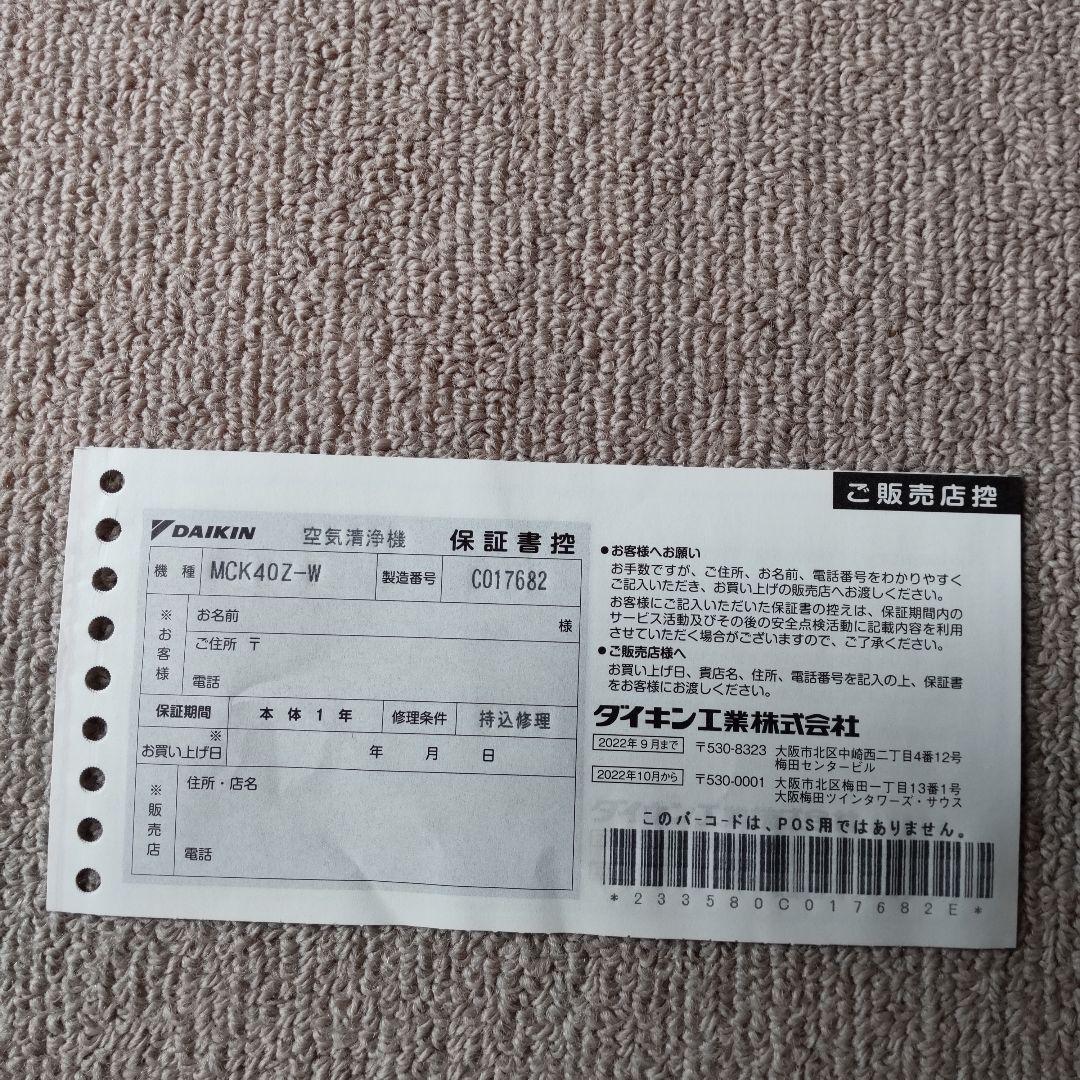 ご販売店控
DAIKIN 空気清浄機 保証書控
機種 MCK40Z-W 製造番号 C017682
※お客様
お名前 様
ご住所 〒
電話
保証期間 本体1年 修理条件 持込修理
※
お買い上げ日 年 月 日
※販売店
住所・店名
電話
●お客様へお願い
お手数ですが、ご住所、お名前、電話番号をわかりやすく
ご記入いただき、お買い上げの販売店へお渡しください。
お客様にご記入いただいた保証書の控えは、保証期間内の
サービス活動及びその後の安全点検活動に記載内容を利用
させていただく場合がございますので、ご了承ください。
●ご販売店様へ
お買い上げ日、貴店名、住所、電話番号を記入の上、保証書
をお客様にお渡しください。
ダイキン工業株式会社
2022年9月まで 〒530-8323 大阪市北区中崎西二丁目4番12号
梅田センタービル
2022年10月から 〒530-0001 大阪市北区梅田一丁目13番1号
大阪梅田ツインタワーズ・サウス
このバーコードは、POS用ではありません。
*233580C017682E*